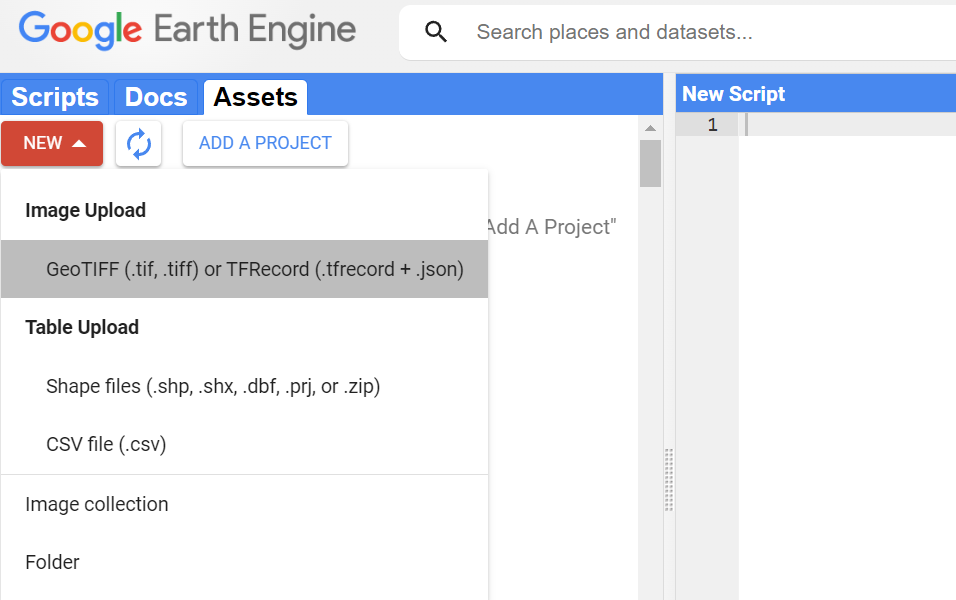 Google Earth Engine
Search places and datasets...
Scripts Docs Assets
New Script
NEW ADD A PROJECT
1
Image Upload
Add A Project"
GeoTIFF (.tif, .tiff) or TFRecord (.tfrecord + .json)
Table Upload
Shape files (.shp, .shx, .dbf, .prj, or .zip)
CSV file (.csv)
Image collection
Folder